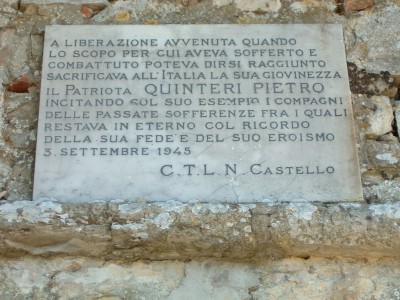 A LIBERAZIONE AVVENUTA QUANDO
LO SCOPO PER CUI AVEVA SOFFERTO E
COMBATTUTO POTEVA DIRSI RAGGIUNTO
SACRIFICAVA ALL'ITALIA LA SUA GIOVINEZZA
IL PATRIOTA QUINTERI PIETRO
INCITANDO COL SUO ESEMPIO I COMPAGNI
DELLE PASSATE SOFFERENZE FRA I QUALI
RESTAVA IN ETERNO COL RICORDO
DELLA SUA FEDE E DEL SUO EROISMO
3. SETTEMBRE 1945
C.T.L.N. CASTELLO